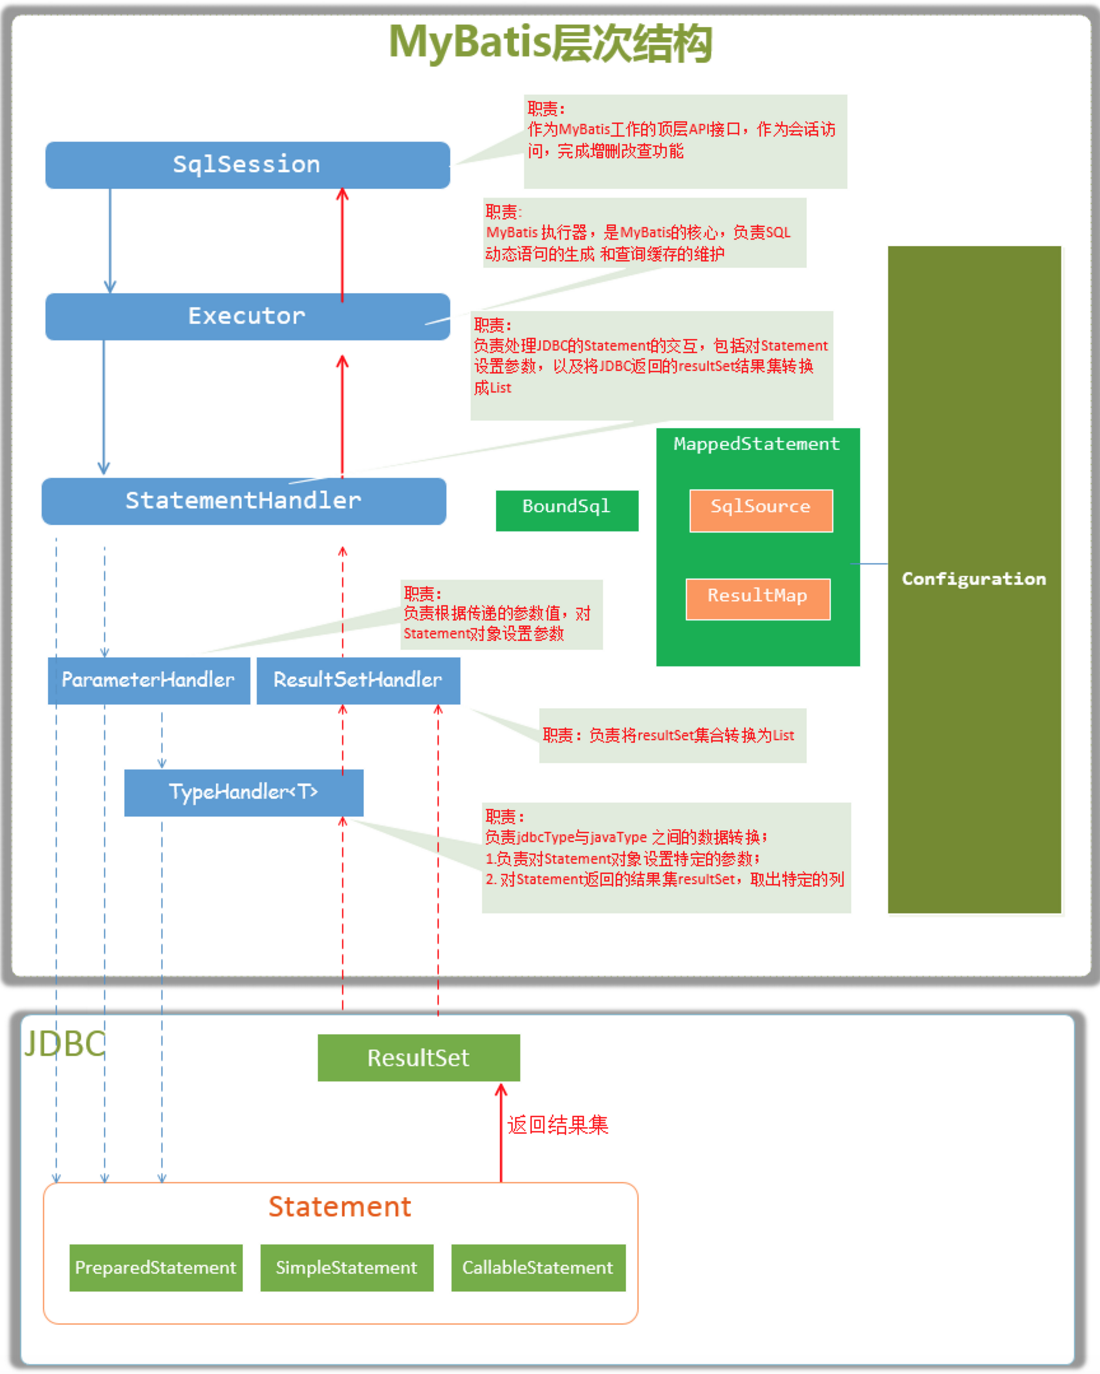 MyBatis层次结构
职责：
作为MyBatis工作的顶层API接口，作为会话访
问，完成增删改查功能
SqlSession
职责：
MyBatis 执行器，是MyBatis的核心，负责SQL
动态语句的生成 和查询缓存的维护
Executor
职责：
负责处理JDBC的Statement的交互，包括对Statement
设置参数，以及将JDBC返回的resultSet结果集转换
成List
MappedStatement
StatementHandler
BoundSql
SqlSource
Configuration
ResultMap
职责：
负责根据传递的参数值，对
Statement对象设置参数
ParameterHandler
ResultSetHandler
职责：负责将resultSet集合转换为List
TypeHandler<T>
职责：
负责jdbcType与javaType 之间的数据转换；
1.负责对Statement对象设置特定的参数；
2. 对Statement返回的结果集resultSet，取出特定的列
JDBC
ResultSet
返回结果集
Statement
PreparedStatement
SimpleStatement
CallableStatement